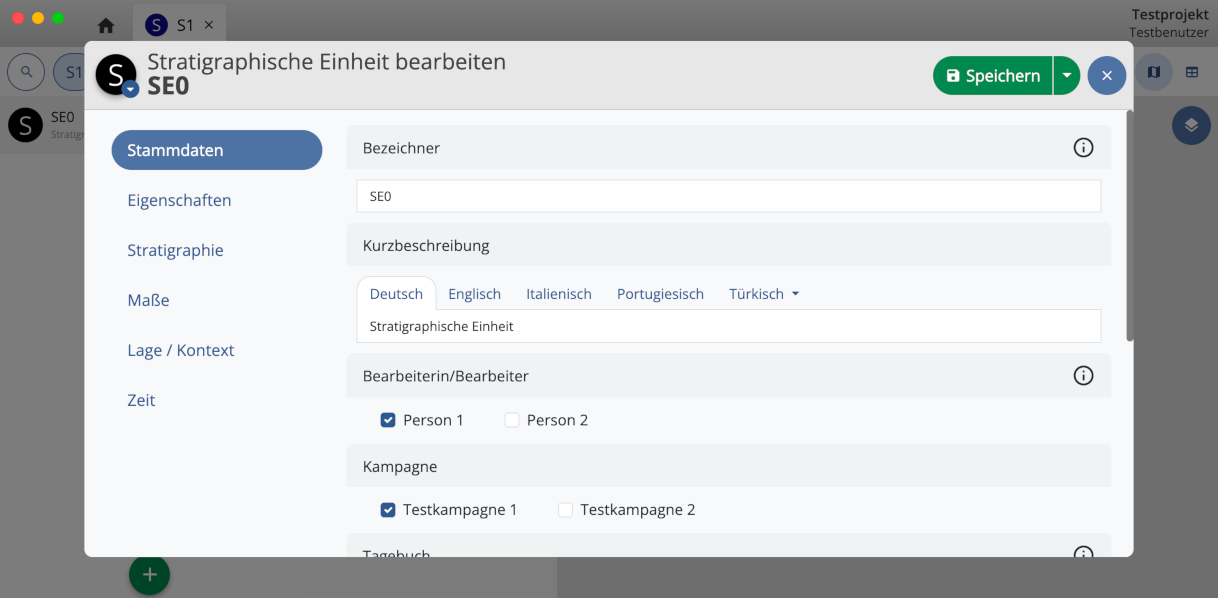 S S1 ×
Testprojekt
Testbenutzer
S1
S SE0
Stratigr
S
Stratigraphische Einheit bearbeiten
SE0
Speichern
Stammdaten
Eigenschaften
Stratigraphie
Maße
Lage / Kontext
Zeit
Bezeichner
SE0
Kurzbeschreibung
Deutsch Englisch Italienisch Portugiesisch Türkisch
Stratigraphische Einheit
Bearbeiterin/Bearbeiter
Person 1 Person 2
Kampagne
Testkampagne 1 Testkampagne 2
Tagebuch